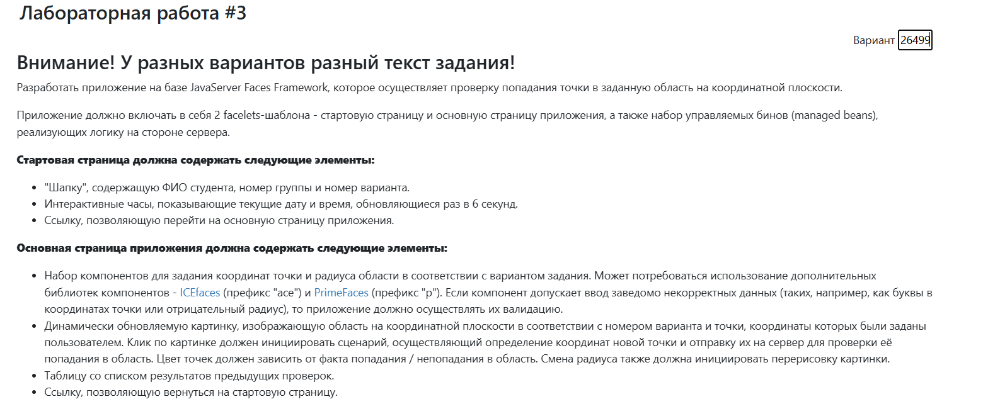 Лабораторная работа #3
Вариант 26499
Внимание! У разных вариантов разный текст задания!
Разработать приложение на базе JavaServer Faces Framework, которое осуществляет проверку попадания точки в заданную область на координатной плоскости.
Приложение должно включать в себя 2 facelets-шаблона - стартовую страницу и основную страницу приложения, а также набор управляемых бинов (managed beans),
реализующих логику на стороне сервера.
Стартовая страница должна содержать следующие элементы:
• "Шапку", содержащую ФИО студента, номер группы и номер варианта.
• Интерактивные часы, показывающие текущие дату и время, обновляющиеся раз в 6 секунд.
• Ссылку, позволяющую перейти на основную страницу приложения.
Основная страница приложения должна содержать следующие элементы:
• Набор компонентов для задания координат точки и радиуса области в соответствии с вариантом задания. Может потребоваться использование дополнительных
библиотек компонентов - ICEfaces (префикс "ace") и PrimeFaces (префикс "p"). Если компонент допускает ввод заведомо некорректных данных (таких, например, как буквы в
координатах точки или отрицательный радиус), то приложение должно осуществлять их валидацию.
• Динамически обновляемую картинку, изображающую область на координатной плоскости в соответствии с номером варианта и точки, координаты которых были заданы
пользователем. Клик по картинке должен инициировать сценарий, осуществляющий определение координат новой точки и отправку их на сервер для проверки её
попадания в область. Цвет точек должен зависить от факта попадания / непопадания в область. Смена радиуса также должна инициировать перерисовку картинки.
• Таблицу со списком результатов предыдущих проверок.
• Ссылку, позволяющую вернуться на стартовую страницу.